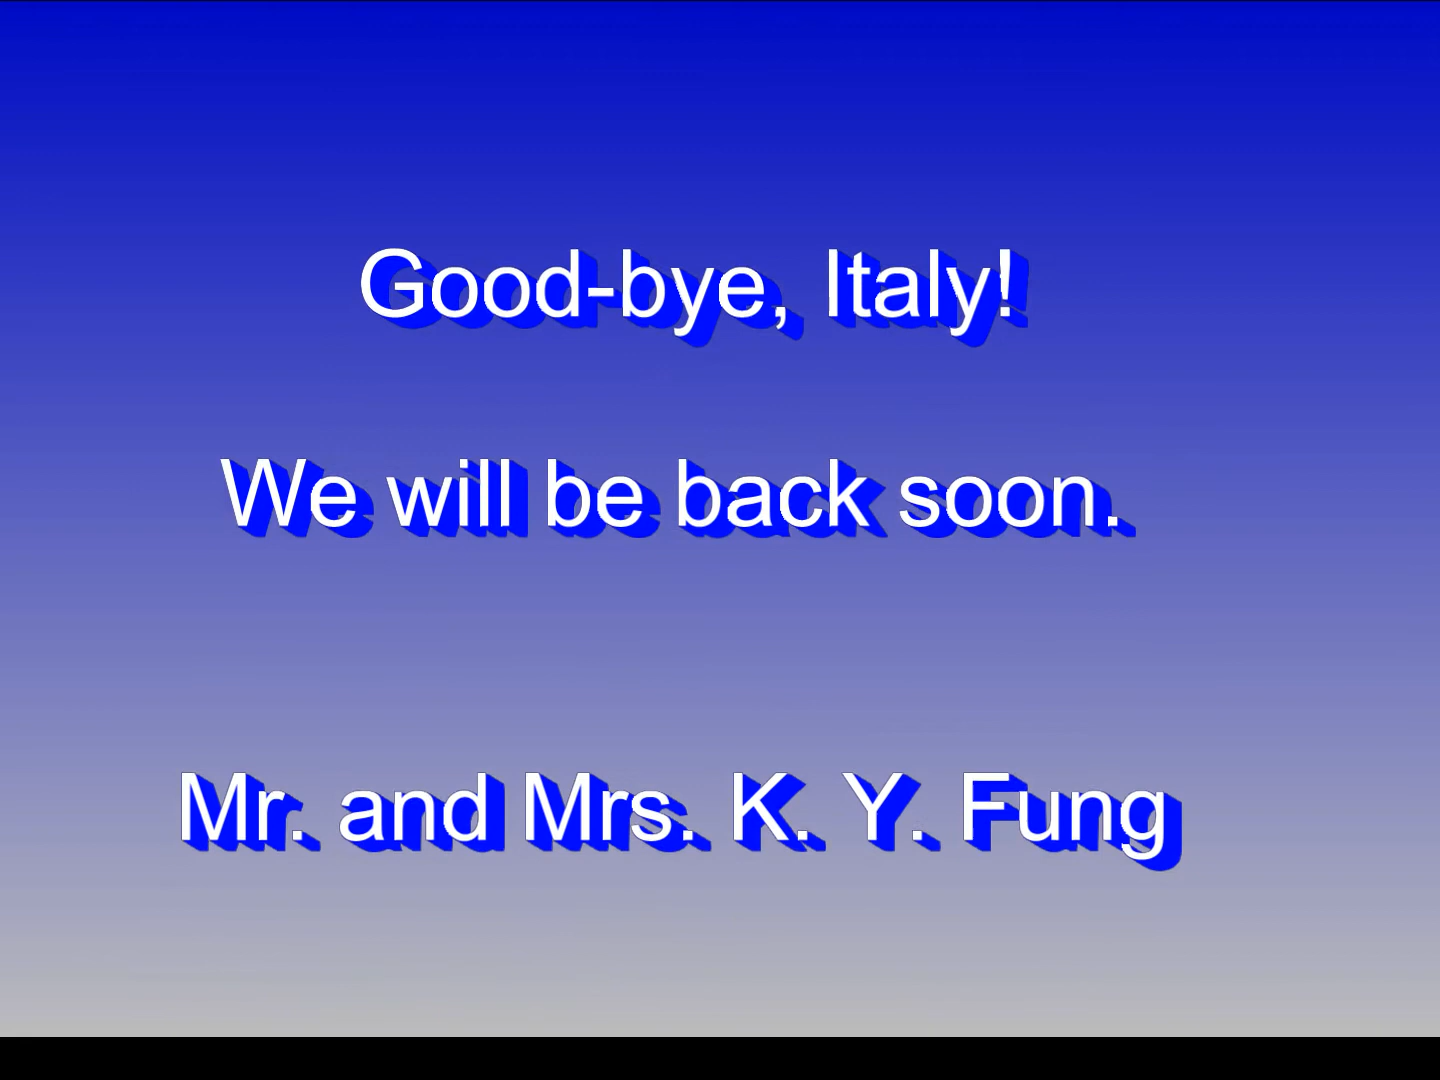 Good-bye, Italy!
We will be back soon.
Mr. and Mrs. K. Y. Fung